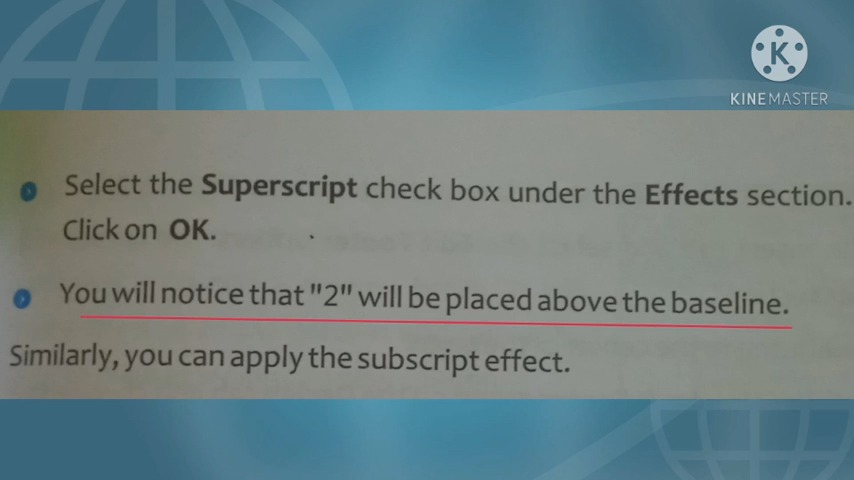 KINEMASTER
Select the Superscript check box under the Effects section.
Click on OK.
You will notice that "2" will be placed above the baseline.
Similarly, you can apply the subscript effect.